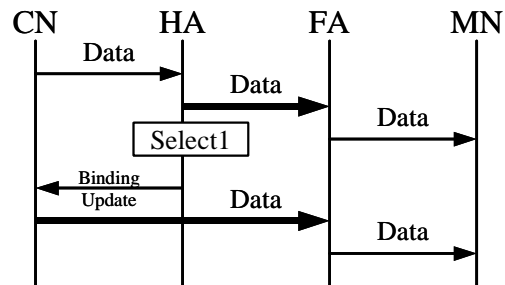 CN HA FA MN
Data
Data
Data
Select1
Binding
Update
Data
Data